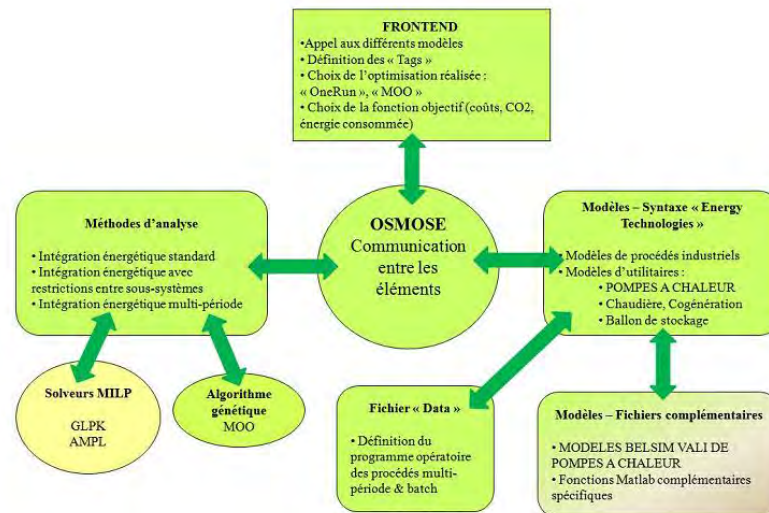 FRONTEND
•Appel aux différents modèles
• Définition des « Tags »
• Choix de l'optimisation réalisée :
« OneRun », « MOO »
• Choix de la fonction objectif (coûts, CO2,
énergie consommée)
Méthodes d'analyse
• Intégration énergétique standard
• Intégration énergétique avec
restrictions entre sous-systèmes
•Intégration énergétique multi-période
OSMOSE
Communication
entre les
éléments
Modèles – Syntaxe « Energy
Technologies »
• Modèles de procédés industriels
• Modèles d'utilitaires :
• POMPES A CHALEUR
• Chaudière, Cogénération
• Ballon de stockage
Solveurs MILP
GLPK
AMPL
Algorithme
génétique
MOO
Fichier « Data »
• Définition du
programme opératoire
des procédés multi-
période & batch
Modèles – Fichiers complémentaires
• MODELES BELSIM VALI DE
POMPES A CHALEUR
• Fonctions Matlab complémentaires
spécifiques